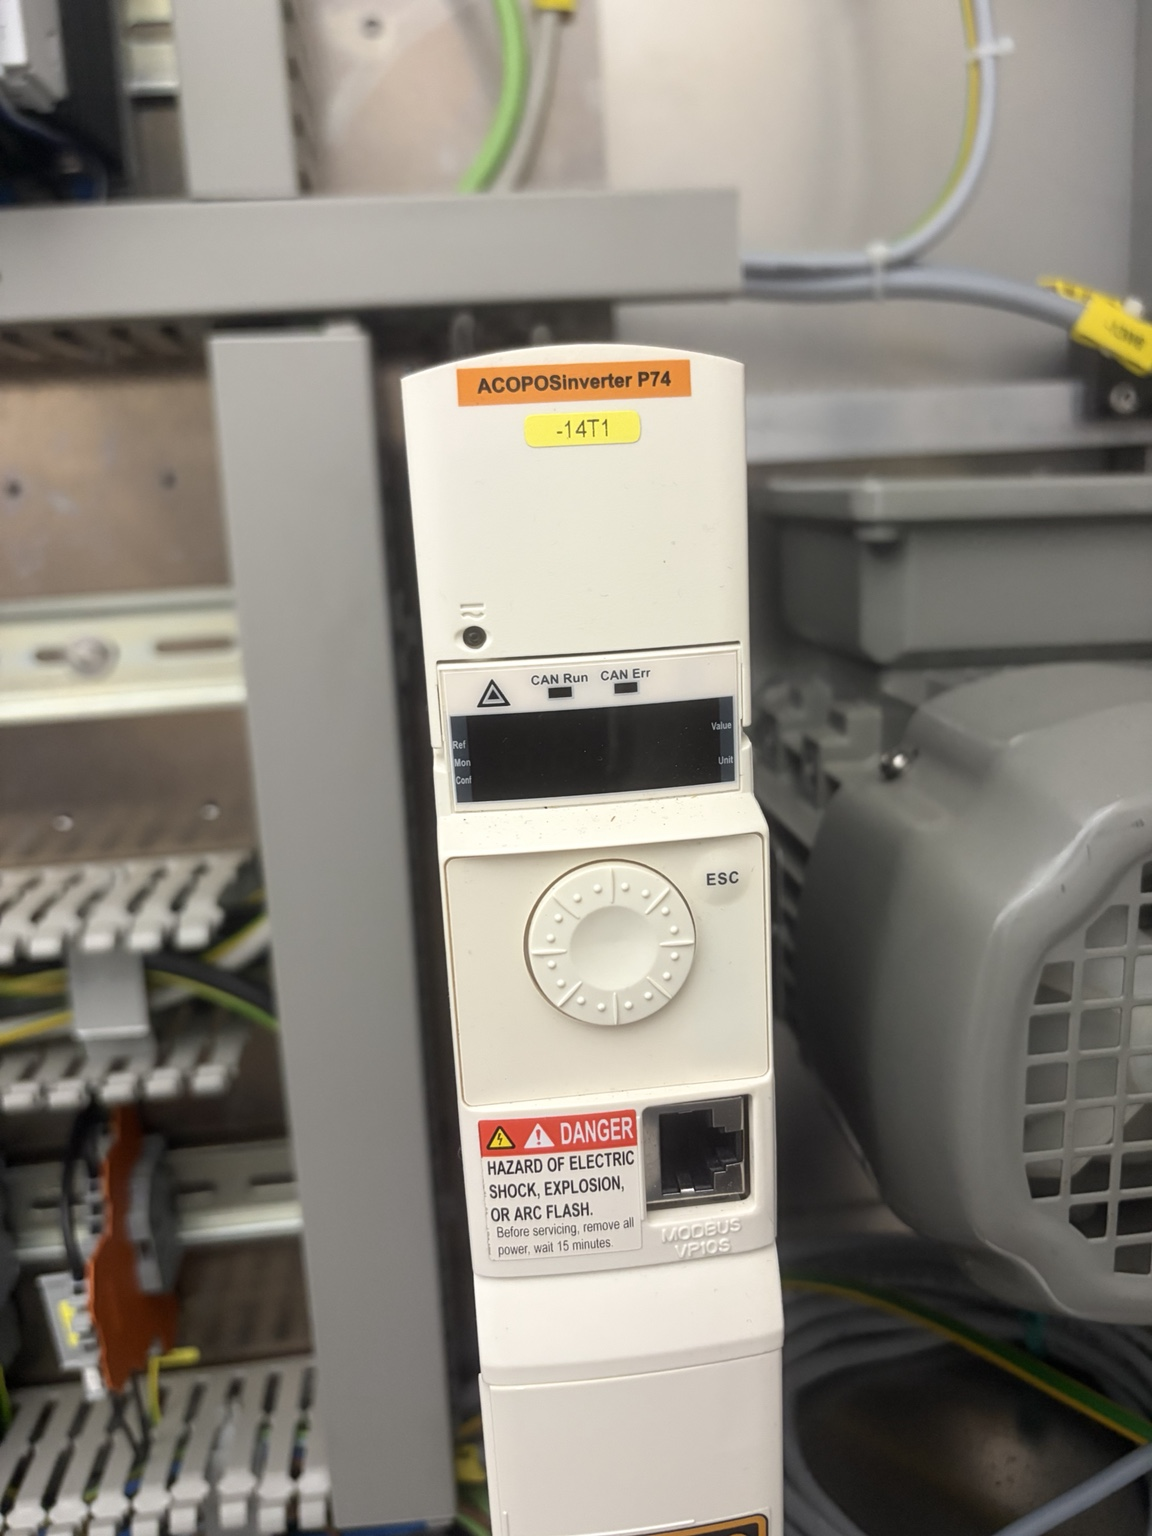 ACOPOSinverter P74
-14T1
CAN Run CAN Err
Value
Ref
Mon
Unit
Conf
ESC
DANGER
HAZARD OF ELECTRIC
SHOCK, EXPLOSION,
OR ARC FLASH.
Before servicing, remove all
power, wait 15 minutes.
MODBUS
VP10S